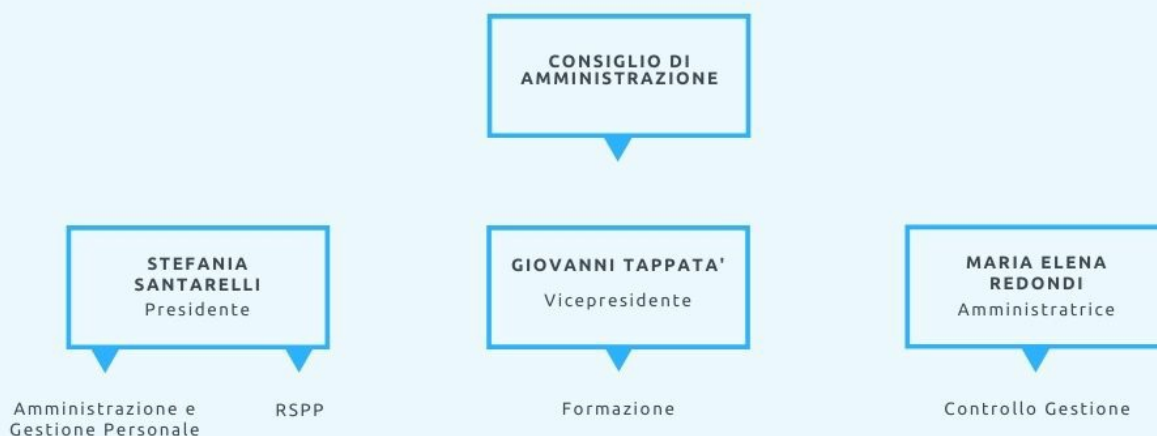 CONSIGLIO DI
AMMINISTRAZIONE
STEFANIA
SANTARELLI
Presidente
GIOVANNI TAPPATA'
Vicepresidente
MARIA ELENA
REDONDI
Amministratrice
Amministrazione e
Gestione Personale
RSPP
Formazione
Controllo Gestione